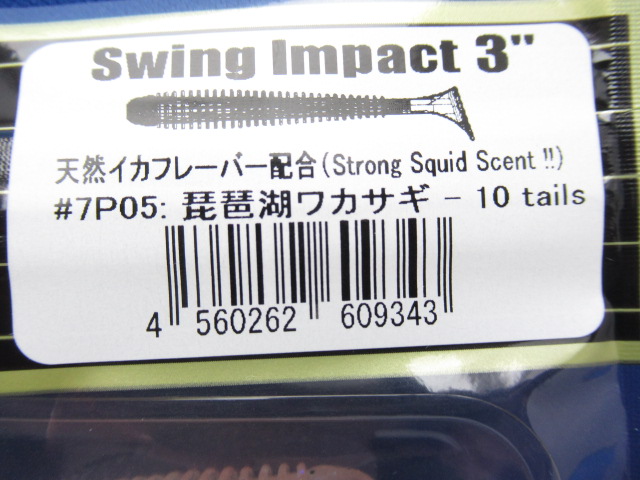 Swing Impact 3"
天然イカフレーバー配合(Strong Squid Scent !!)
#7P05: 琵琶湖ワカサギ - 10 tails
4 560262 609343